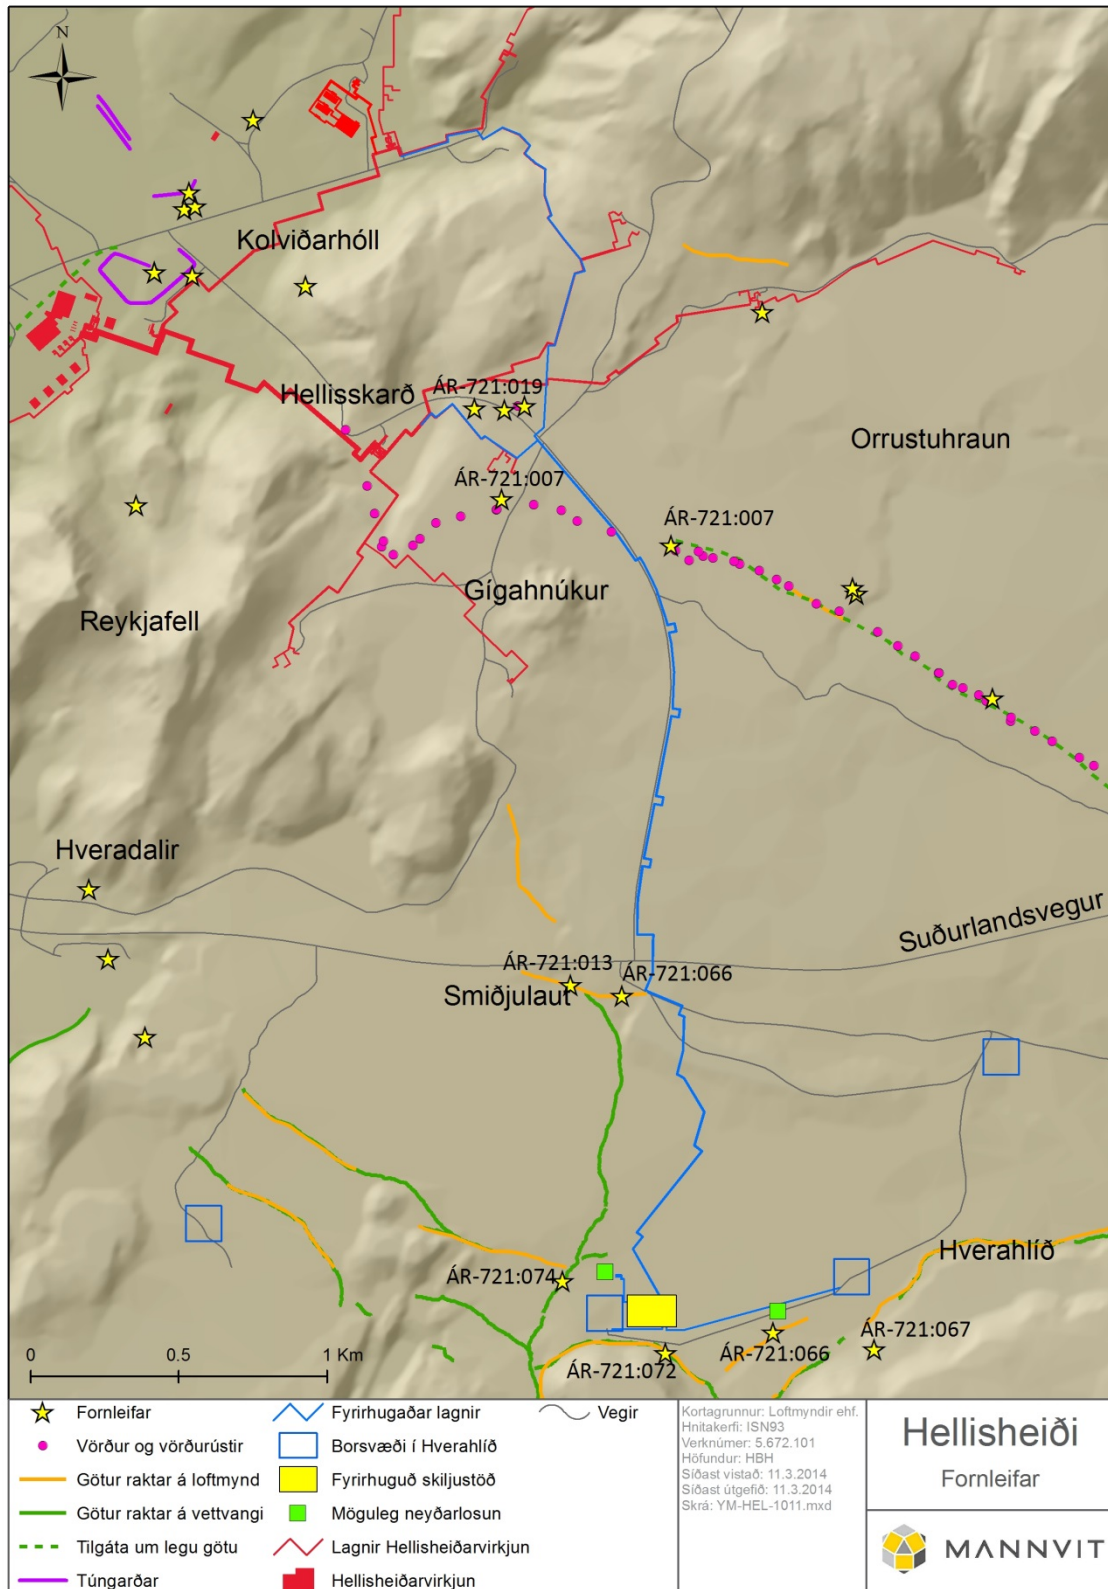 N
Kolviðarhóll
Hellisskarð
ÁR-721:019
Orrustuhraun
ÁR-721:007
ÁR-721:007
Gígahnúkur
Reykjafell
Hveradalir
Suðurlandsvegur
ÁR-721:013
ÁR-721:066
Smiðjulaut
Hverahlíð
ÁR-721:074
ÁR-721:067
ÁR-721:066
ÁR-721:072
0 0.5 1 Km
Fornleifar
Vörður og vörðurústir
Götur raktar á loftmynd
Götur raktar á vettvangi
Tilgáta um legu götu
Túngarðar
Fyrirhugaðar lagnir
Borsvæði í Hverahlíð
Fyrirhuguð skiljustöð
Möguleg neyðarlosun
Lagnir Hellisheiðarvirkjun
Hellisheiðarvirkjun
Vegir
Kortagrunnur: Loftmyndir ehf.
Hnitakerfi: ISN93
Verknúmer: 5.672.101
Höfundur: HBH
Síðast vistað: 11.3.2014
Síðast útgefið: 11.3.2014
Skrá: YM-HEL-1011.mxd
Hellisheiði
Fornleifar
MANNVIT